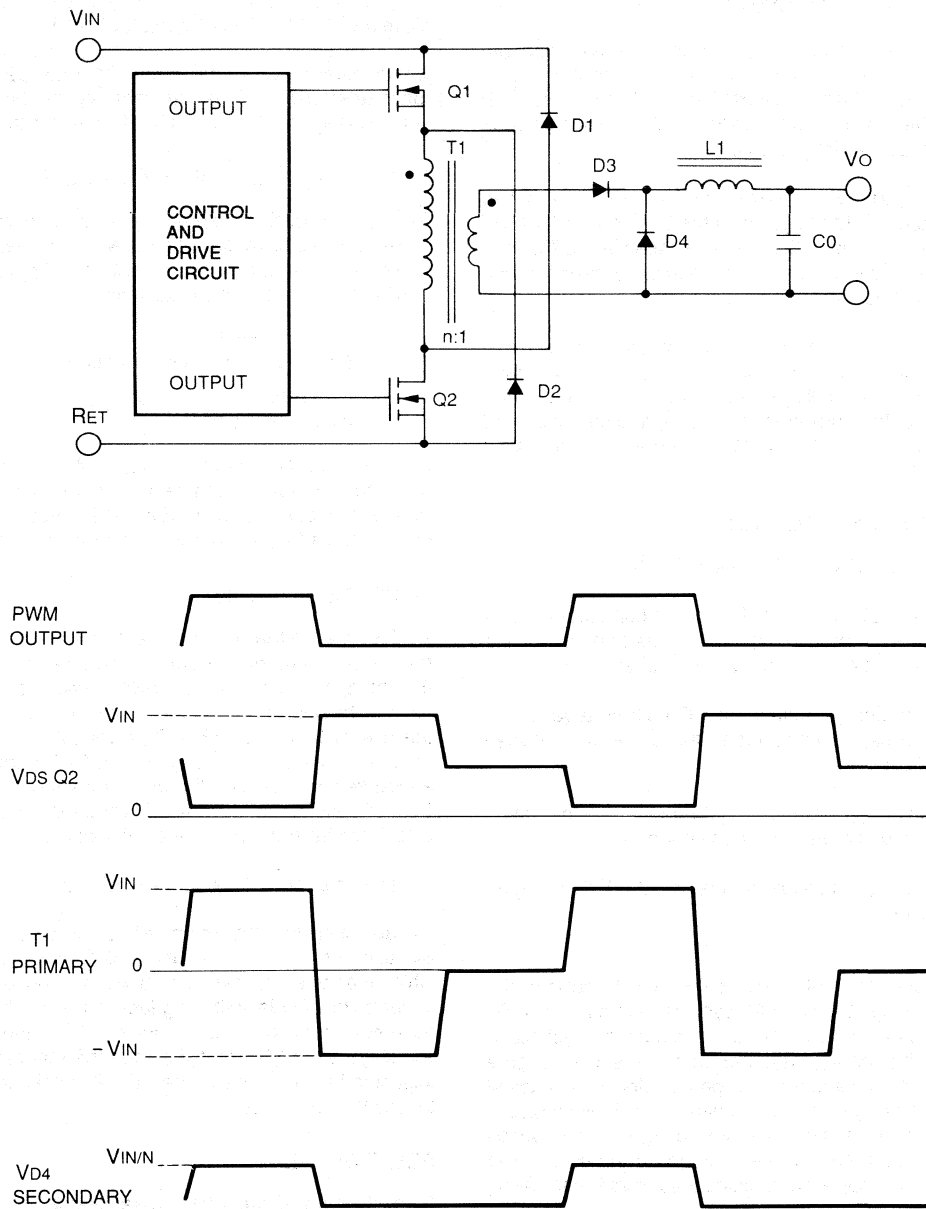 VIN
OUTPUT
Q1
D1
T1
L1
VO
D3
CONTROL
AND
DRIVE
CIRCUIT
D4
C0
n:1
OUTPUT
Q2
D2
RET
PWM
OUTPUT
VIN
VDS Q2
0
VIN
T1
PRIMARY
0
–VIN
VIN/N
VD4
SECONDARY